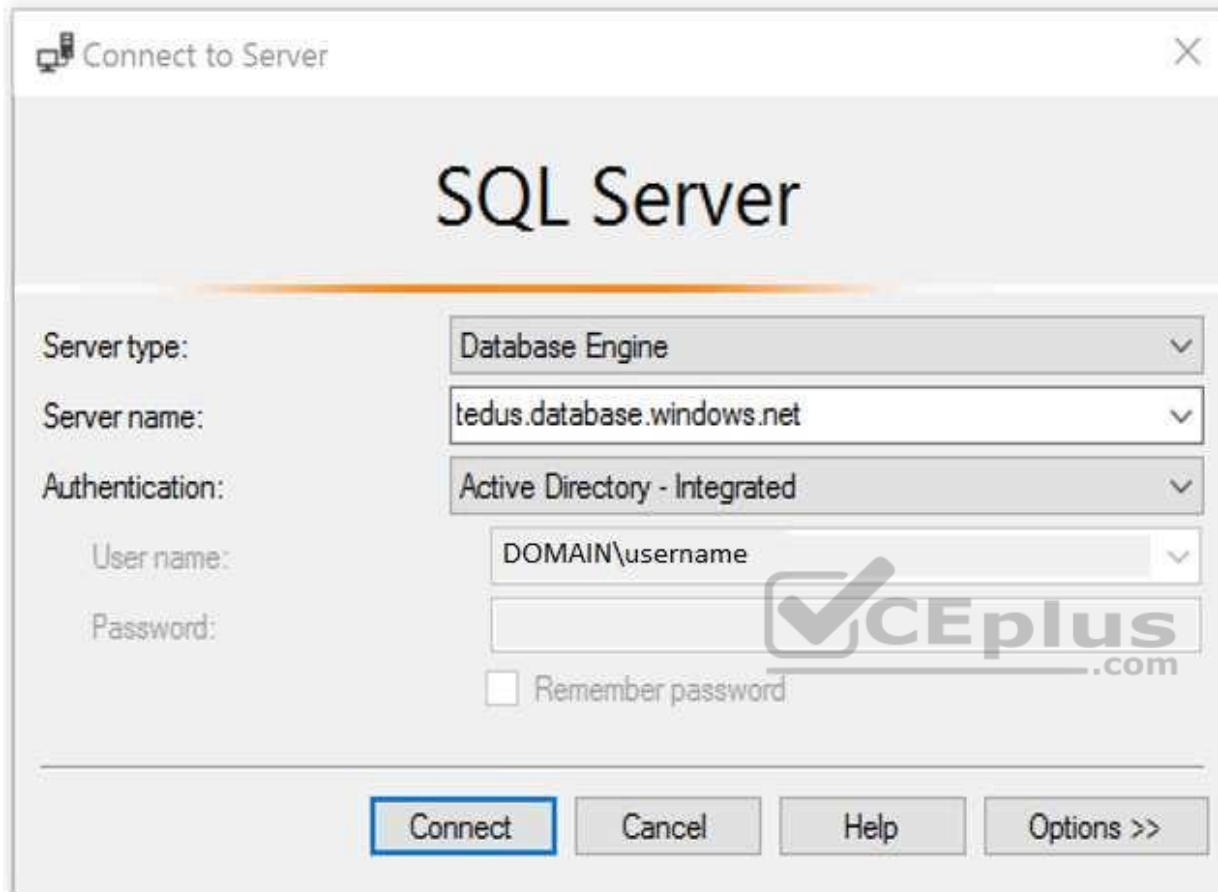 Connect to Server
SQL Server
Server type:
Database Engine
Server name:
tedus.database.windows.net
Authentication:
Active Directory - Integrated
User name:
DOMAIN\username
Password:
CEplus
.com
Remember password
Connect
Cancel
Help
Options >>